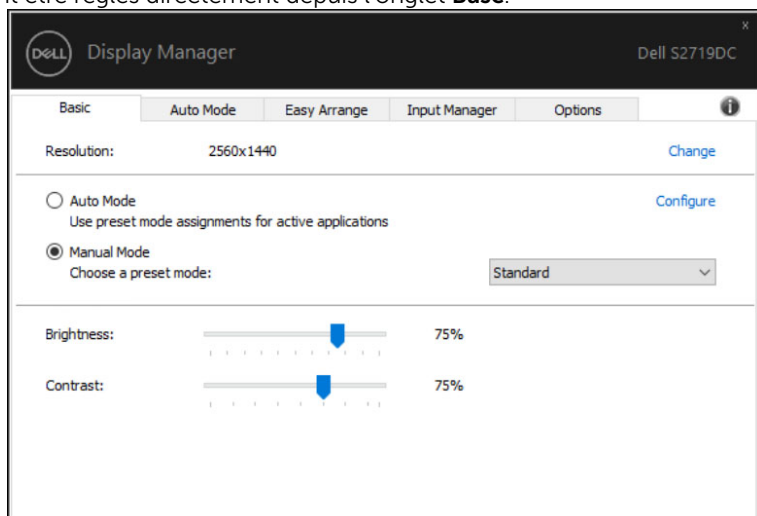 être réglés directement depuis l'onglet Base.
x
DELL Display Manager Dell S2719DC
Basic Auto Mode Easy Arrange Input Manager Options
Resolution: 2560x1440 Change
Auto Mode Configure
Use preset mode assignments for active applications
Manual Mode
Choose a preset mode: Standard
Brightness: 75%
Contrast: 75%